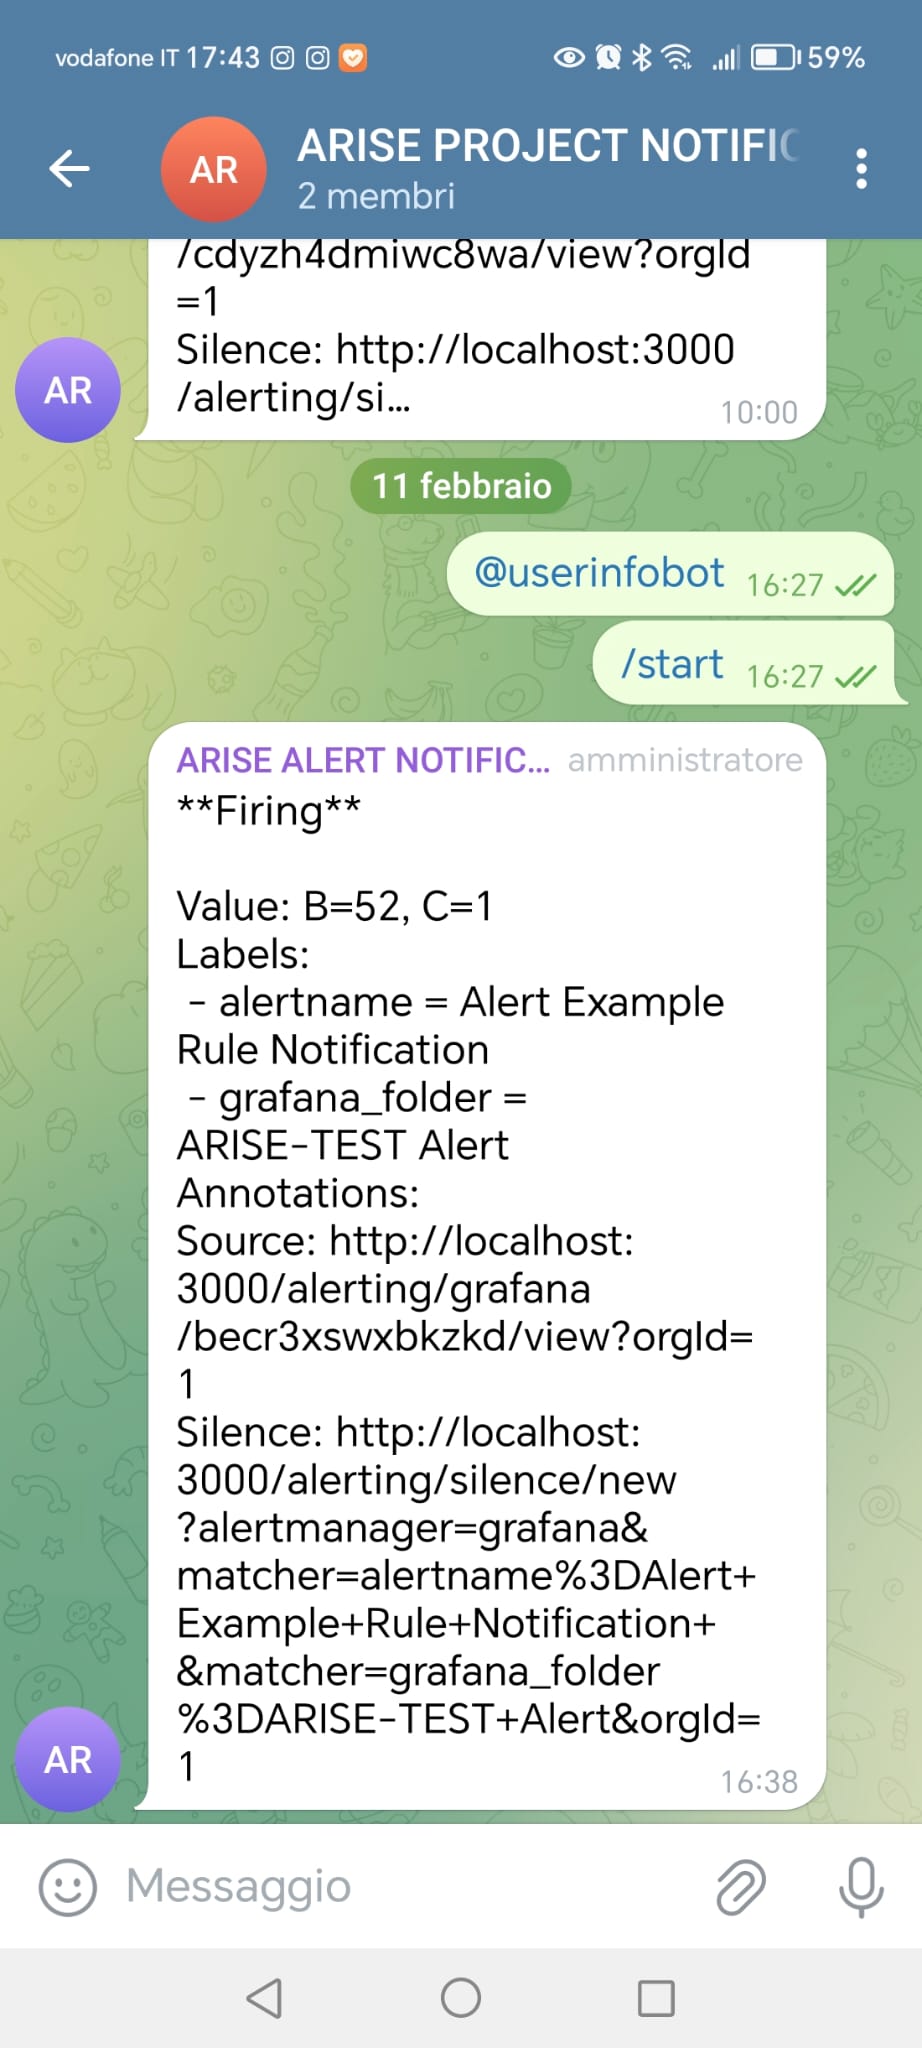 vodafone IT 17:43
59%
AR
ARISE PROJECT NOTIFIC
2 membri
/cdyzh4dmiwc8wa/view?orgId
=1
Silence: http://localhost:3000
/alerting/si...
10:00
AR
11 febbraio
@userinfobot 16:27
/start 16:27
ARISE ALERT NOTIFIC... amministratore
**Firing**
Value: B=52, C=1
Labels:
- alertname = Alert Example
Rule Notification
- grafana_folder =
ARISE-TEST Alert
Annotations:
Source: http://localhost:
3000/alerting/grafana
/becr3xswxbkzkd/view?orgId=
1
Silence: http://localhost:
3000/alerting/silence/new
?alertmanager=grafana&
matcher=alertname%3DAlert+
Example+Rule+Notification+
&matcher=grafana_folder
%3DARISE-TEST+Alert&orgId=
1
16:38
AR
Messaggio